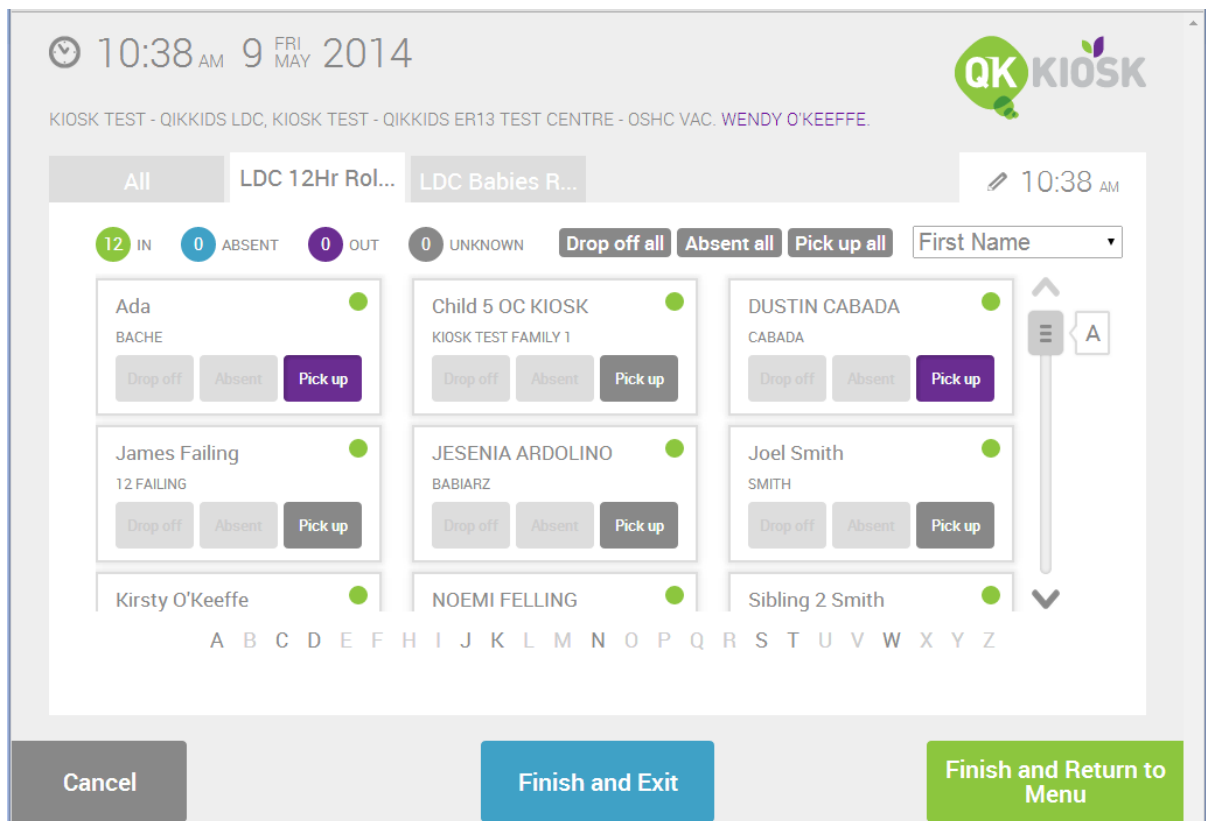 10:38 AM 9 FRI MAY 2014
QK KIOSK
KIOSK TEST - QIKKIDS LDC, KIOSK TEST - QIKKIDS ER13 TEST CENTRE - OSHC VAC. WENDY O'KEEFFE.
All LDC 12Hr Rol... LDC Babies R... 10:38 AM
12 IN 0 ABSENT 0 OUT 0 UNKNOWN Drop off all Absent all Pick up all First Name
Ada Child 5 OC KIOSK DUSTIN CABADA
BACHE KIOSK TEST FAMILY 1 CABADA
A
Drop off Absent Pick up Drop off Absent Pick up Drop off Absent Pick up
James Failing JESENIA ARDOLINO Joel Smith
12 FAILING BABIARZ SMITH
Drop off Absent Pick up Drop off Absent Pick up Drop off Absent Pick up
Kirsty O'Keeffe NOEMI FELLING Sibling 2 Smith
A B C D E F H I J K L M N O P Q R S T U V W X Y Z
Cancel Finish and Exit Finish and Return to
Menu